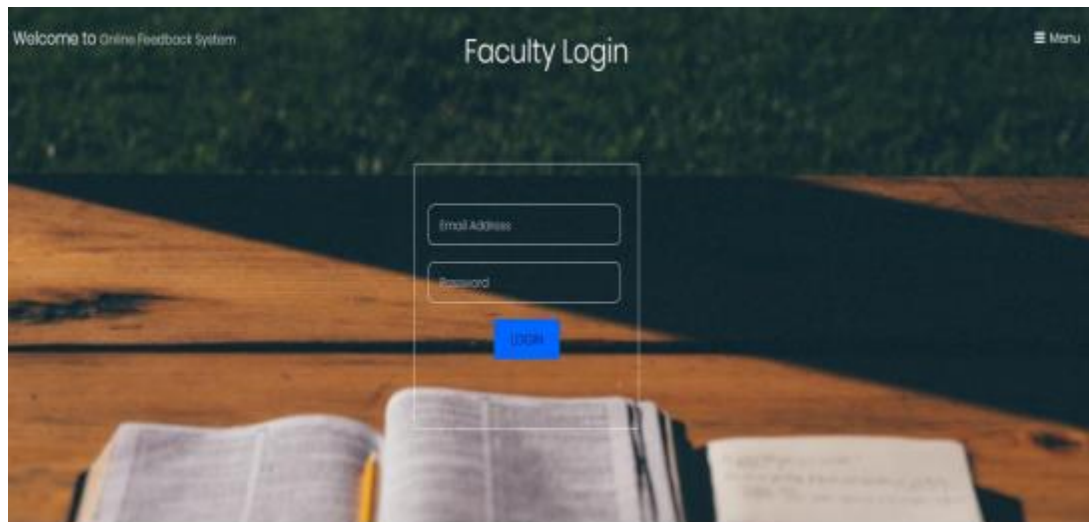 Welcome to Online Feedback System
Faculty Login
☰ Menu
Email Address
Password
LOGIN